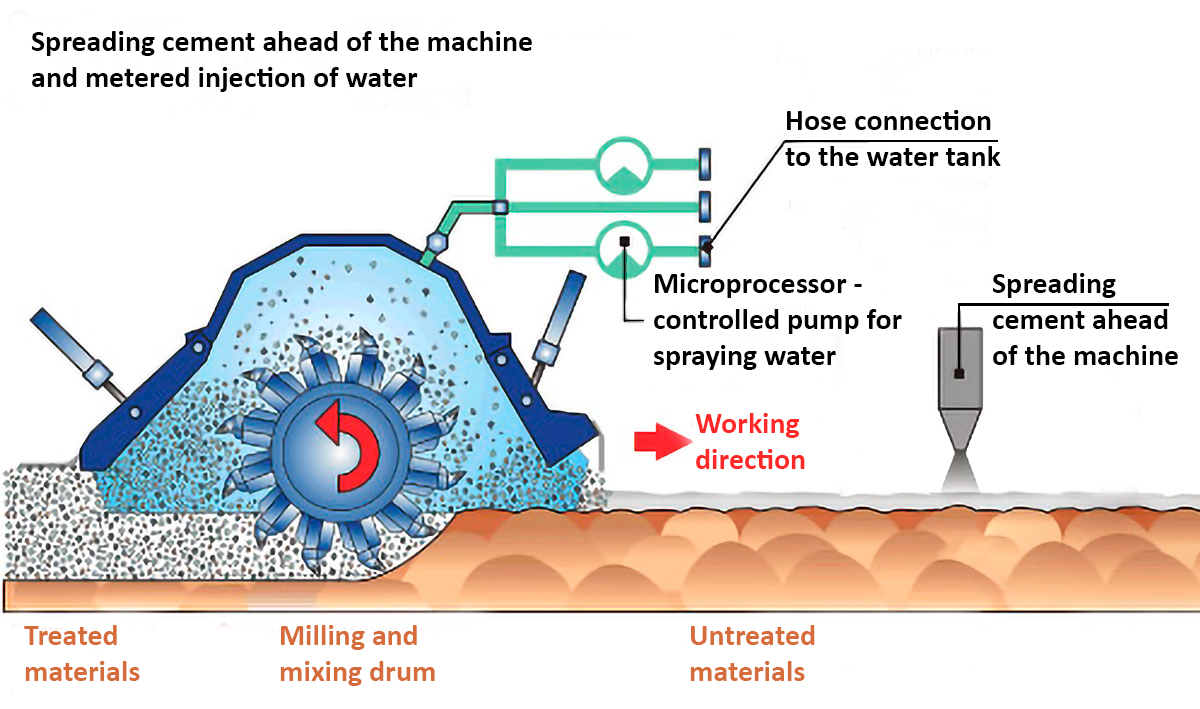 Spreading cement ahead of the machine
and metered injection of water
Hose connection
to the water tank
Microprocessor -
controlled pump for
spraying water
Spreading
cement ahead
of the machine
Working
direction
Treated
materials
Milling and
mixing drum
Untreated
materials